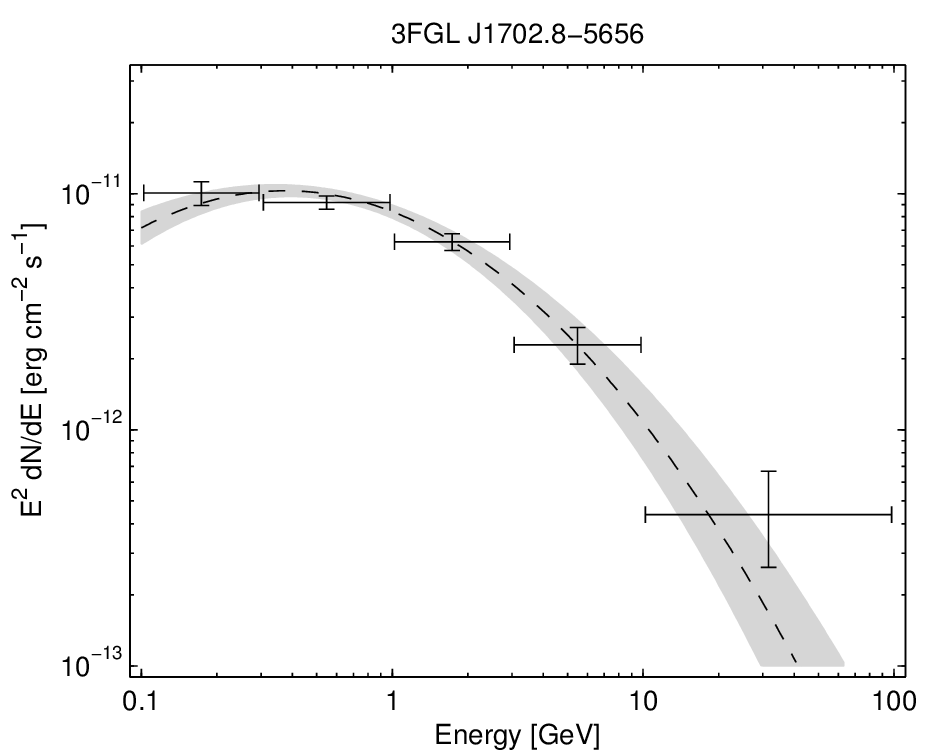 3FGL J1702.8−5656
10⁻¹¹
10⁻¹²
10⁻¹³
E² dN/dE [erg cm⁻² s⁻¹]
0.1 1 10 100
Energy [GeV]